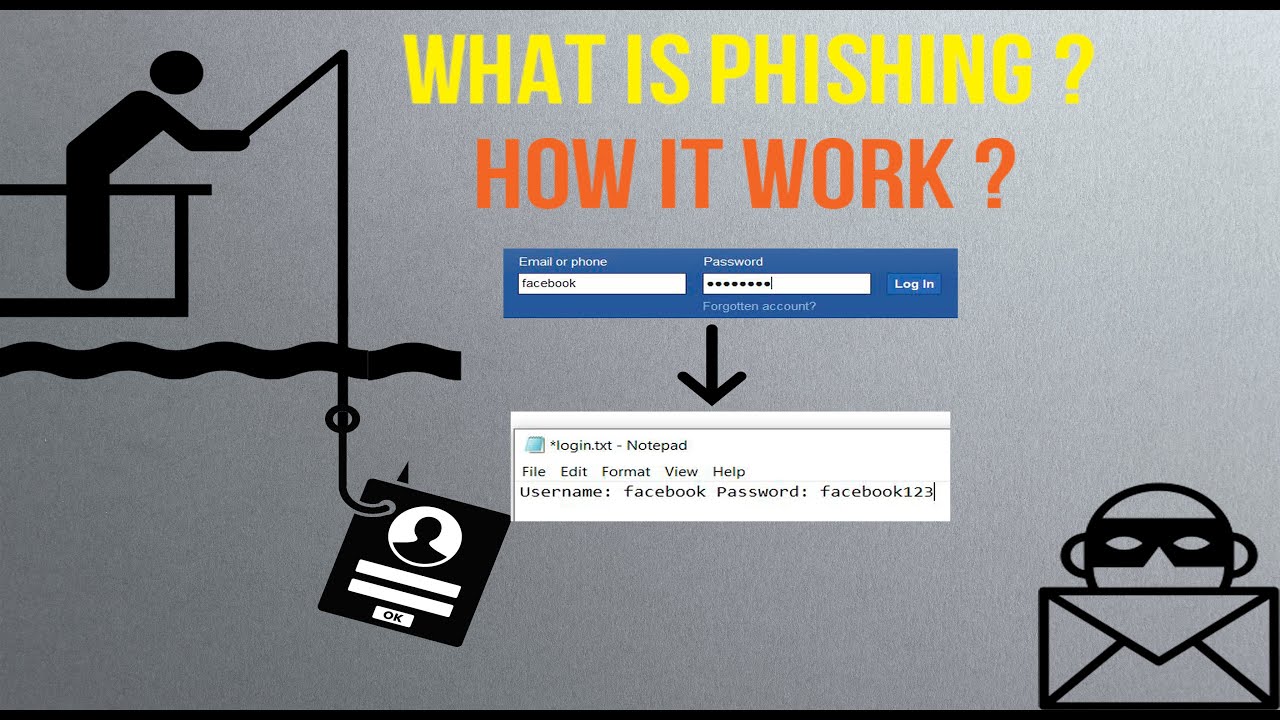 WHAT IS PHISHING ?
HOW IT WORK ?
Email or phone Password
facebook ●●●●●●●● Log In
Forgotten account?
*login.txt - Notepad
File Edit Format View Help
Username: facebook Password: facebook123
OK